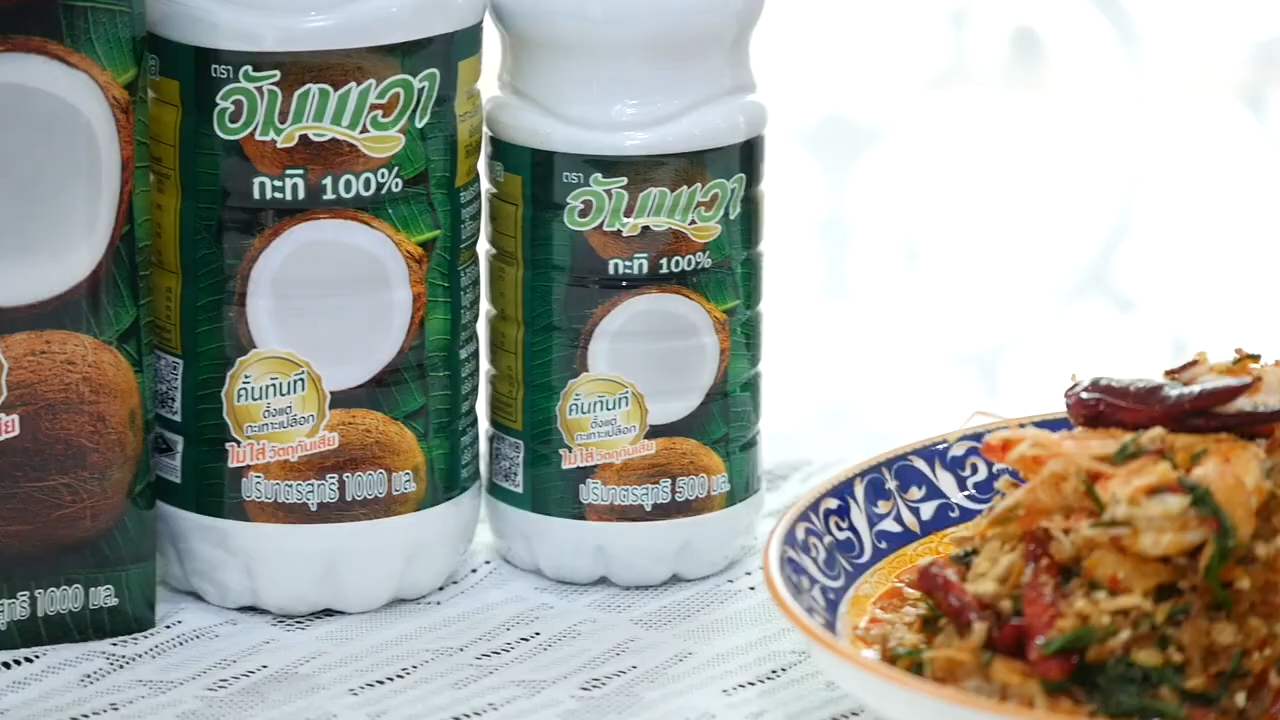 ตรา
อัมพวา
กะทิ 100%
คั้นทันที
ตั้งแต่
กะเทาะเปลือก
ไม่ใส่วัตถุกันเสีย
ปริมาตรสุทธิ 1000 มล.
ตรา
อัมพวา
กะทิ 100%
คั้นทันที
ตั้งแต่
กะเทาะเปลือก
ไม่ใส่วัตถุกันเสีย
ปริมาตรสุทธิ 500 มล.
1000 มล.